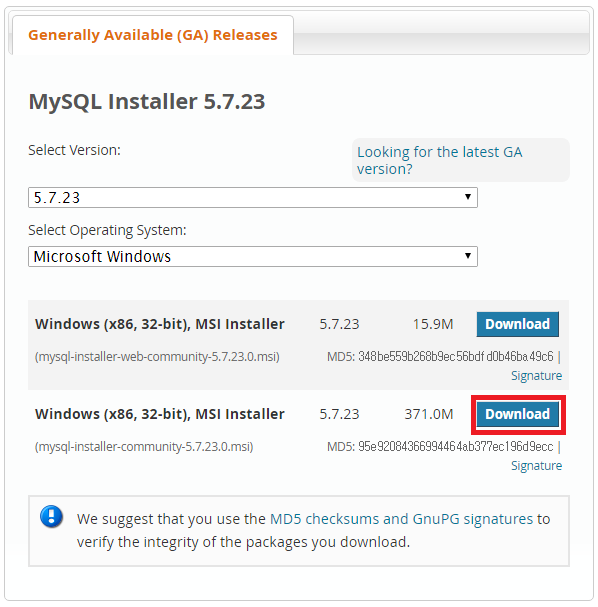 Generally Available (GA) Releases
MySQL Installer 5.7.23
Select Version:
Looking for the latest GA
version?
5.7.23
Select Operating System:
Microsoft Windows
Windows (x86, 32-bit), MSI Installer 5.7.23 15.9M Download
(mysql-installer-web-community-5.7.23.0.msi) MD5: 348be559b268b9ec56bdfd0b46ba49c6 |
Signature
Windows (x86, 32-bit), MSI Installer 5.7.23 371.0M Download
(mysql-installer-community-5.7.23.0.msi) MD5: 95e92084366994464ab377ec196d9ecc |
Signature
We suggest that you use the MD5 checksums and GnuPG signatures to
verify the integrity of the packages you download.